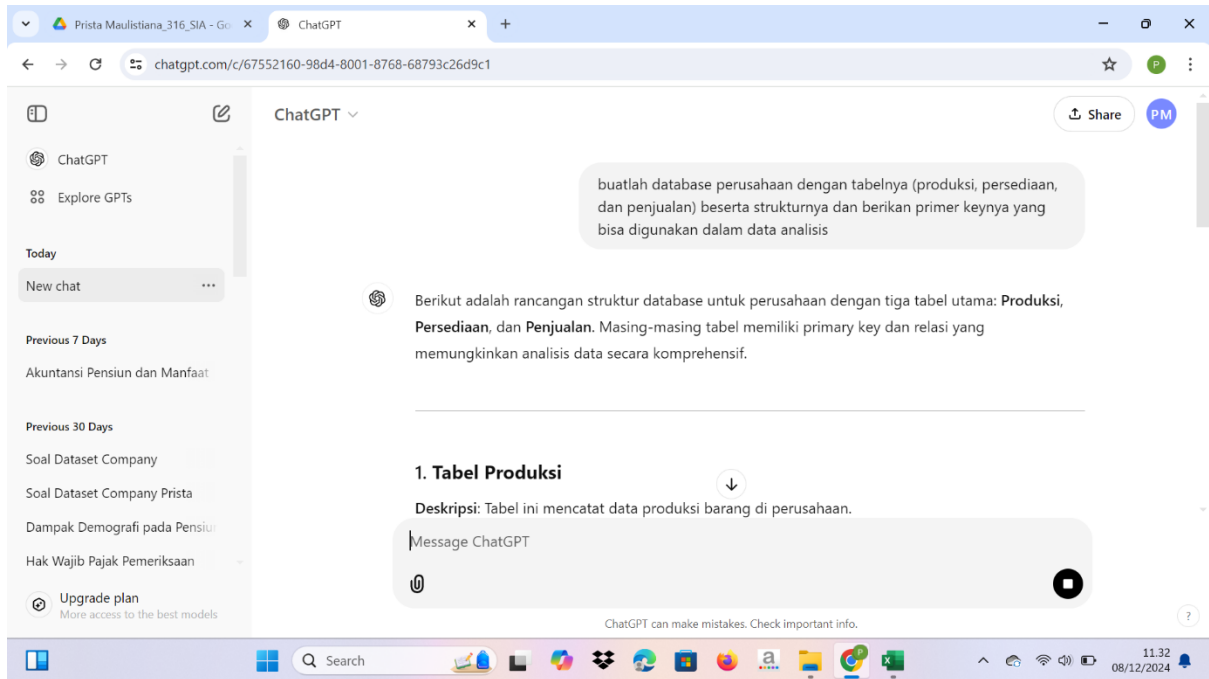 Prista Maulistiana_316_SIA - Go
ChatGPT
chatgpt.com/c/67552160-98d4-8001-8768-68793c26d9c1
P
ChatGPT
Share
PM
ChatGPT
Explore GPTs
Today
New chat
Previous 7 Days
Akuntansi Pensiun dan Manfaat
Previous 30 Days
Soal Dataset Company
Soal Dataset Company Prista
Dampak Demografi pada Pensiu
Hak Wajib Pajak Pemeriksaan
Upgrade plan
More access to the best models
buatlah database perusahaan dengan tabelnya (produksi, persediaan,
dan penjualan) beserta strukturnya dan berikan primer keynya yang
bisa digunakan dalam data analisis
Berikut adalah rancangan struktur database untuk perusahaan dengan tiga tabel utama: Produksi,
Persediaan, dan Penjualan. Masing-masing tabel memiliki primary key dan relasi yang
memungkinkan analisis data secara komprehensif.
1. Tabel Produksi
Deskripsi: Tabel ini mencatat data produksi barang di perusahaan.
Message ChatGPT
ChatGPT can make mistakes. Check important info.
?
Search
a
11.32
08/12/2024